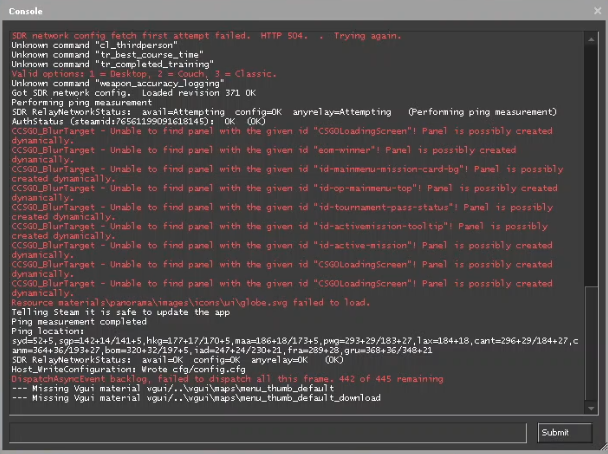 Console
SDR network config fetch first attempt failed.  HTTP 504.  .  Trying again.
Unknown command "cl_thirdperson"
Unknown command "tr_best_course_time"
Unknown command "tr_completed_training"
Valid options: 1 = Desktop, 2 = Couch, 3 = Classic.
Unknown command "weapon_accuracy_logging"
Got SDR network config.  Loaded revision 371 OK
Performing ping measurement
SDR RelayNetworkStatus:  avail=Attempting  config=OK  anyrelay=Attempting   (Performing ping measurement)
AuthStatus (steamid:76561199091618145):  OK  (OK)
CCSGO_BlurTarget - Unable to find panel with the given id "CSGOLoadingScreen"! Panel is possibly created
dynamically.
CCSGO_BlurTarget - Unable to find panel with the given id "eom-winner"! Panel is possibly created
dynamically.
CCSGO_BlurTarget - Unable to find panel with the given id "id-mainmenu-mission-card-bg"! Panel is possibly
created dynamically.
CCSGO_BlurTarget - Unable to find panel with the given id "id-op-mainmenu-top"! Panel is possibly created
dynamically.
CCSGO_BlurTarget - Unable to find panel with the given id "id-tournament-pass-status"! Panel is possibly
created dynamically.
CCSGO_BlurTarget - Unable to find panel with the given id "id-activemission-tooltip"! Panel is possibly
created dynamically.
CCSGO_BlurTarget - Unable to find panel with the given id "id-active-mission"! Panel is possibly created
dynamically.
CCSGO_BlurTarget - Unable to find panel with the given id "CSGOLoadingScreen"! Panel is possibly created
dynamically.
CCSGO_BlurTarget - Unable to find panel with the given id "CSGOLoadingScreen"! Panel is possibly created
dynamically.
Resource materials\panorama\images\icons\ui\globe.svg failed to load.
Telling Steam it is safe to update the app
Ping measurement completed
Ping location:
syd=52+5,sgp=142+14/141+5,hkg=177+17/170+5,maa=186+18/173+5,pwg=293+29/183+27,lax=184+18,cant=296+29/184+27,c
anm=364+36/193+27,bom=320+32/197+5,iad=247+24/230+21,fra=289+28,gru=368+36/348+21
SDR RelayNetworkStatus:  avail=OK  config=OK  anyrelay=OK   (OK)
Host_WriteConfiguration: Wrote cfg/config.cfg
DispatchAsyncEvent backlog, failed to dispatch all this frame. 442 of 445 remaining
--- Missing Vgui material vgui/..\vgui\maps\menu_thumb_default
--- Missing Vgui material vgui/..\vgui\maps\menu_thumb_default_download
Submit